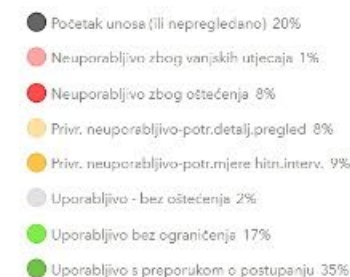 Početak unosa (ili nepregledano) 20%
Neuporabljivo zbog vanjskih utjecaja 1%
Neuporabljivo zbog oštećenja 8%
Privr. neuporabljivo-potr.detalj.pregled 8%
Privr. neuporabljivo-potr.mjere hitn.interv. 9%
Uporabljivo - bez oštećenja 2%
Uporabljivo bez ograničenja 17%
Uporabljivo s preporukom o postupanju 35%